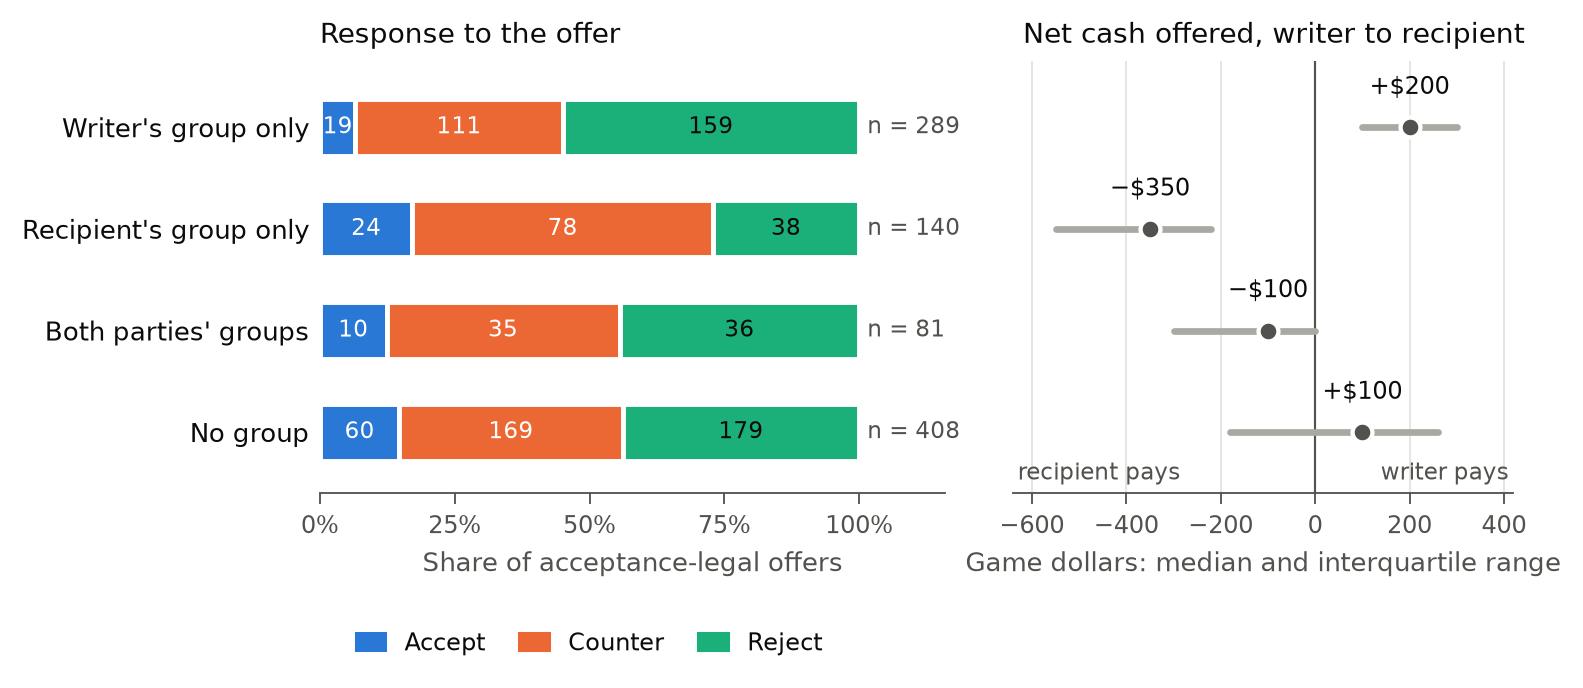 Response to the offer
Writer's group only
19 111 159 n = 289
Recipient's group only
24 78 38 n = 140
Both parties' groups
10 35 36 n = 81
No group
60 169 179 n = 408
0% 25% 50% 75% 100%
Share of acceptance-legal offers
Accept Counter Reject
Net cash offered, writer to recipient
+$200
−$350
−$100
+$100
recipient pays writer pays
−600 −400 −200 0 200 400
Game dollars: median and interquartile range